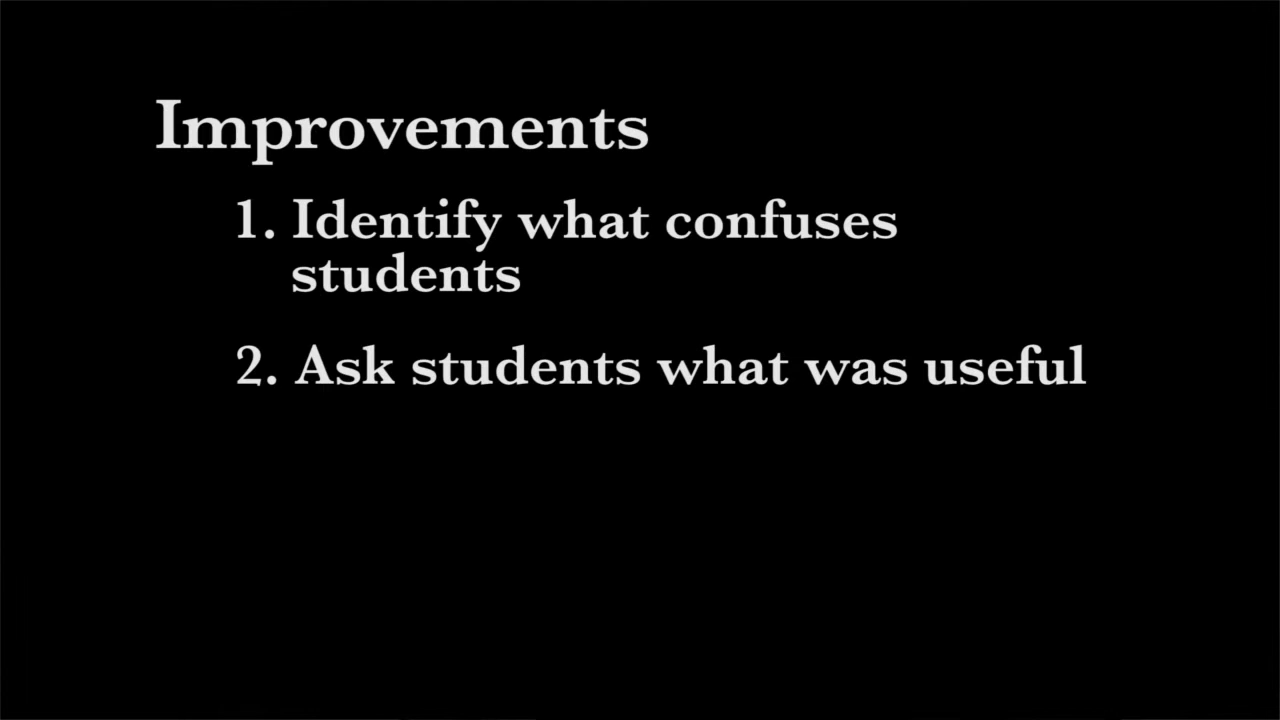 Improvements
1. Identify what confuses
students
2. Ask students what was useful